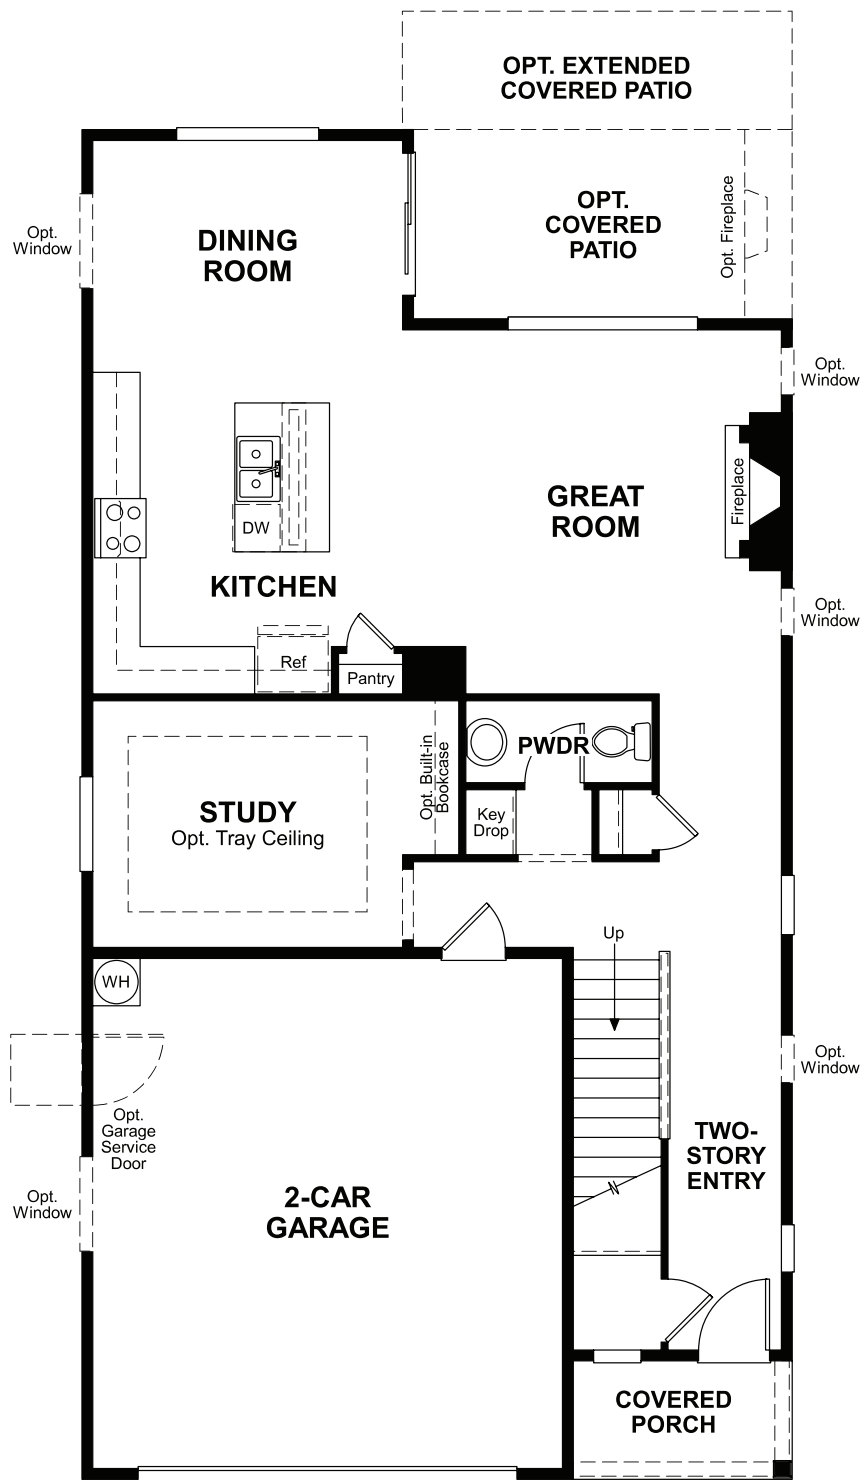 OPT. EXTENDED
COVERED PATIO
OPT.
COVERED
PATIO
Opt. Fireplace
Opt.
Window
DINING
ROOM
Opt.
Window
GREAT
ROOM
Fireplace
DW
KITCHEN
Opt.
Window
Ref
Pantry
PWDR
Opt. Built-in
Bookcase
STUDY
Opt. Tray Ceiling
Key
Drop
Up
WH
Opt.
Window
Opt.
Garage
Service
Door
TWO-
STORY
ENTRY
Opt.
Window
2-CAR
GARAGE
COVERED
PORCH